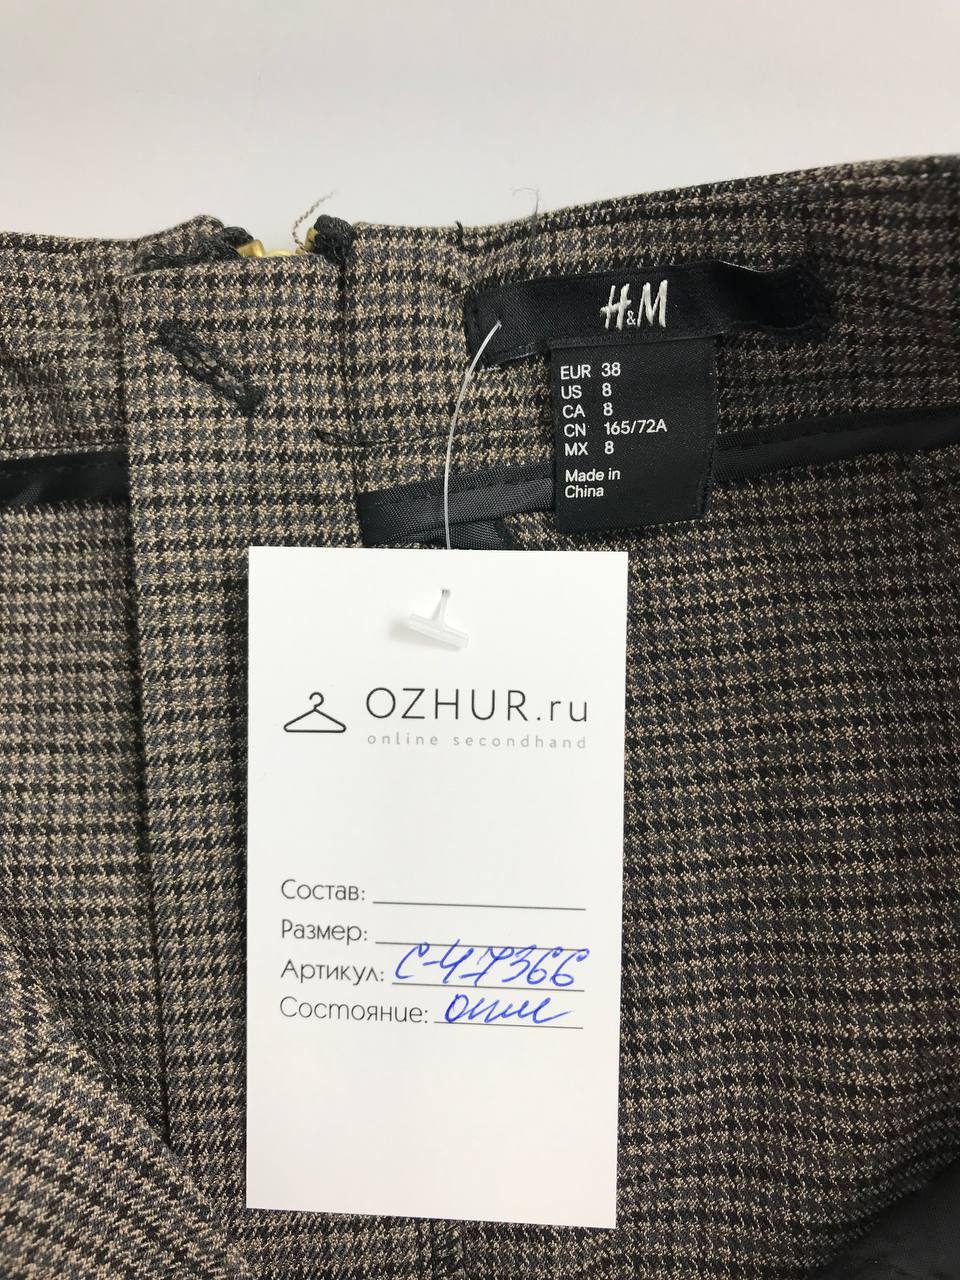 H&M
EUR 38
US 8
CA 8
CN 165/72A
MX 8
Made in
China
OZHUR.ru
online secondhand
Состав:
Размер:
Артикул: С-47366
Состояние: отл